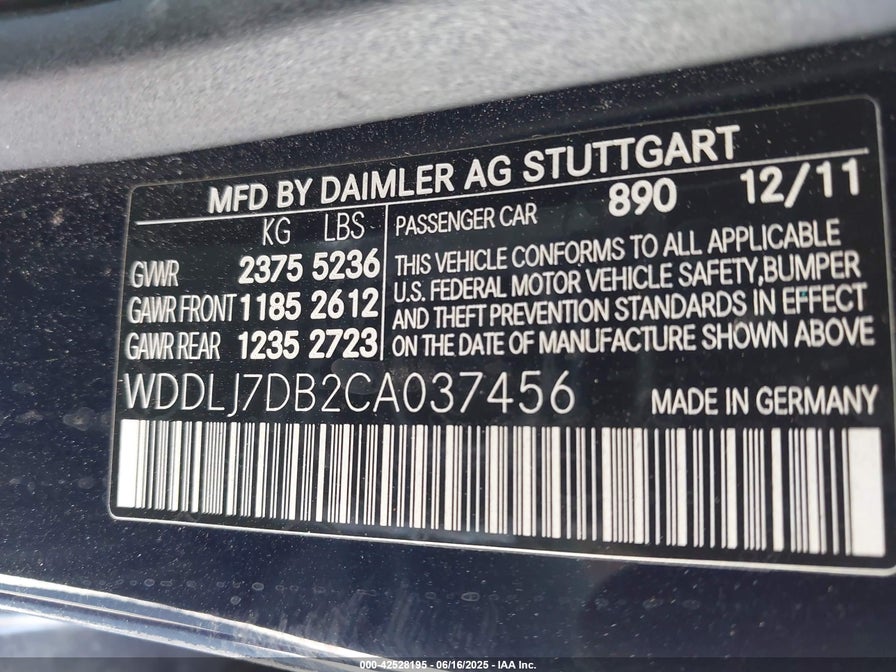 MFD BY DAIMLER AG STUTTGART
KG LBS
GVWR 2375 5236
GAWR FRONT 1185 2612
GAWR REAR 1235 2723
PASSENGER CAR 890 12/11
THIS VEHICLE CONFORMS TO ALL APPLICABLE
U.S. FEDERAL MOTOR VEHICLE SAFETY,BUMPER
AND THEFT PREVENTION STANDARDS IN EFFECT
ON THE DATE OF MANUFACTURE SHOWN ABOVE
WDDLJ7DB2CA037456 MADE IN GERMANY
000-42528195 - 06/16/2025 - IAA Inc.